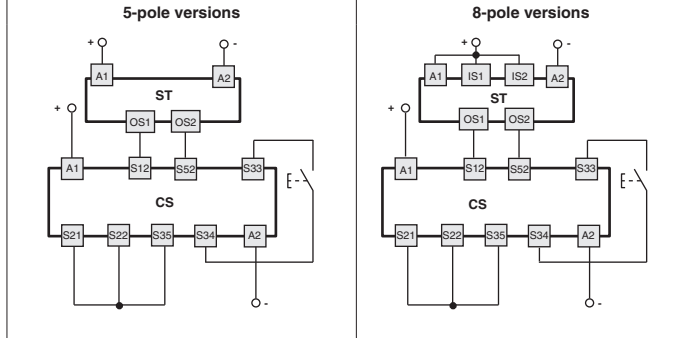 5-pole versions
+ -
A1 A2
ST
+ OS1 OS2
A1 S12 S52 S33
CS
S21 S22 S35 S34 A2
-
8-pole versions
+ -
A1 IS1 IS2 A2
ST
+ OS1 OS2
A1 S12 S52 S33
CS
S21 S22 S35 S34 A2
-